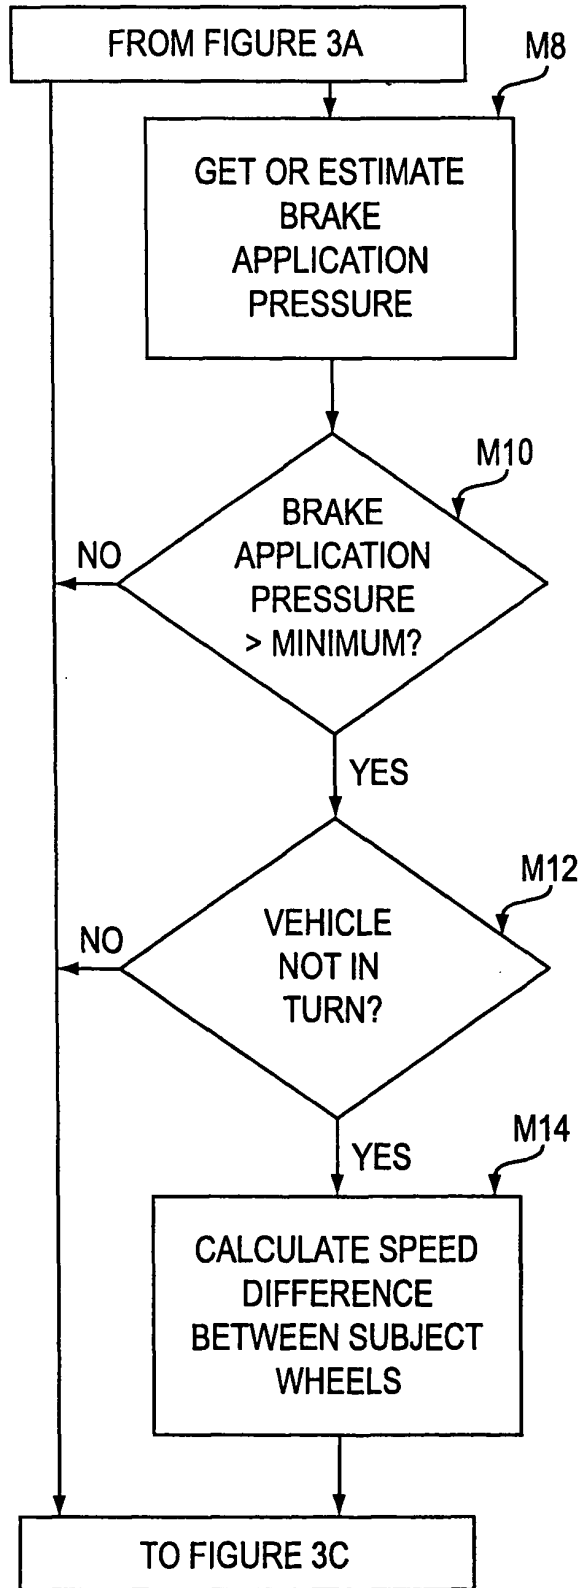 FROM FIGURE 3A
M8
GET OR ESTIMATE
BRAKE
APPLICATION
PRESSURE
M10
BRAKE
APPLICATION
PRESSURE
> MINIMUM?
NO
YES
M12
VEHICLE
NOT IN
TURN?
NO
YES
M14
CALCULATE SPEED
DIFFERENCE
BETWEEN SUBJECT
WHEELS
TO FIGURE 3C